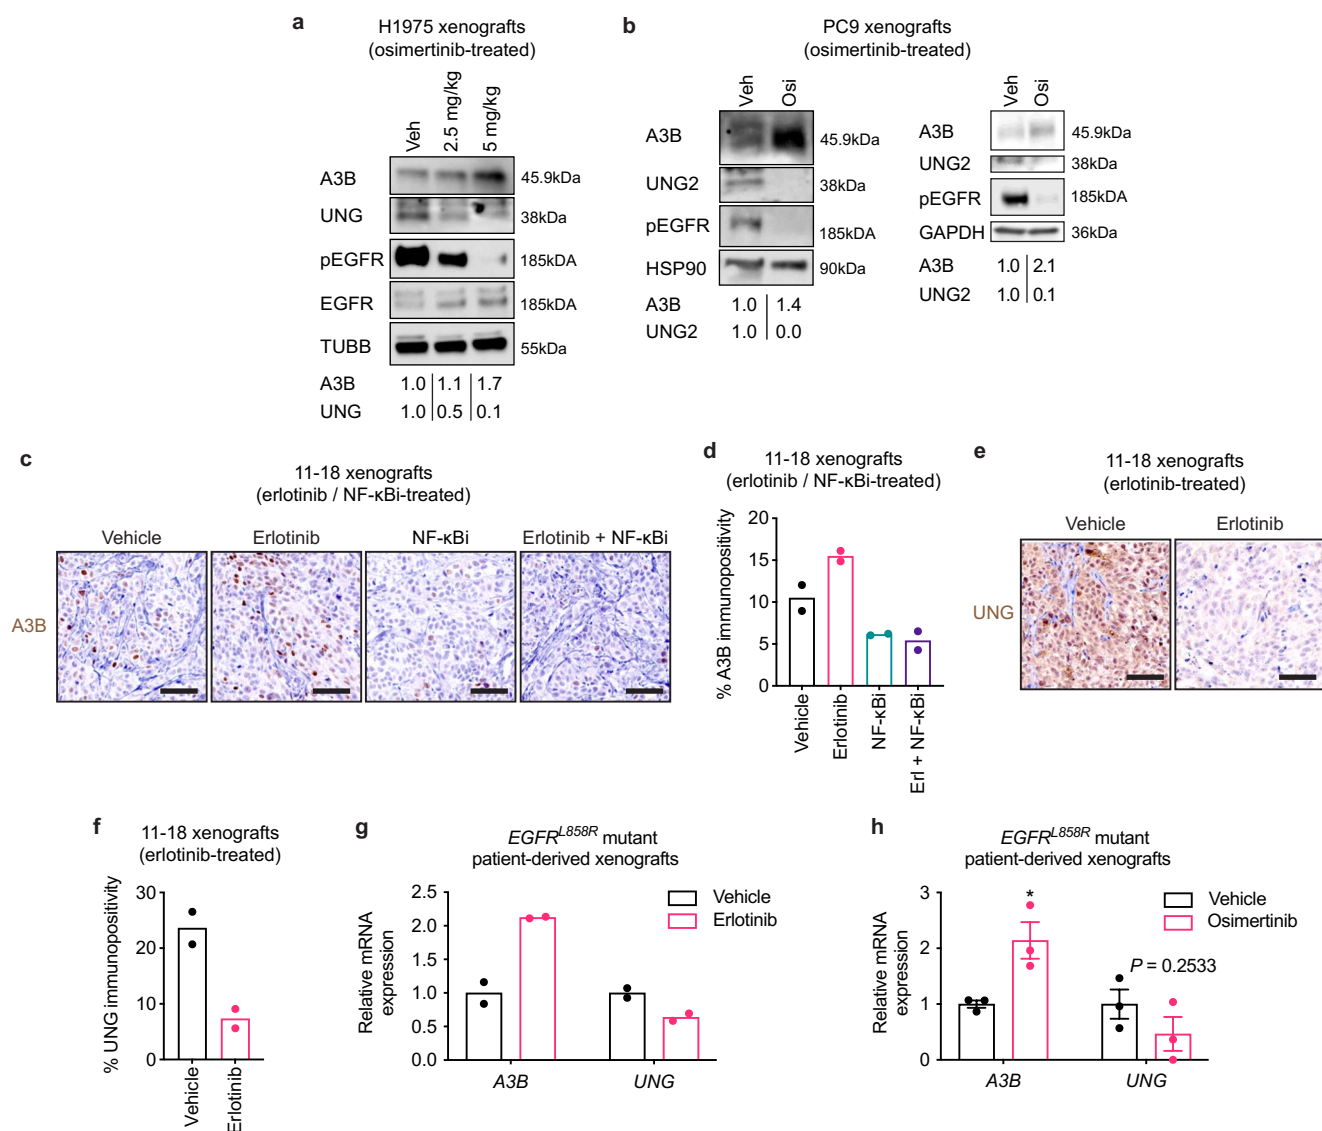 a
H1975 xenografts
(osimertinib-treated)
Veh
2.5 mg/kg
5 mg/kg
A3B
45.9kDa
UNG
38kDa
pEGFR
185kDA
EGFR
185kDA
TUBB
55kDa
A3B 1.0 1.1 1.7
UNG 1.0 0.5 0.1
b
PC9 xenografts
(osimertinib-treated)
Veh
Osi
A3B
45.9kDa
UNG2
38kDa
pEGFR
185kDA
HSP90
90kDa
A3B 1.0 1.4
UNG2 1.0 0.0
Veh
Osi
A3B
45.9kDa
UNG2
38kDa
pEGFR
185kDA
GAPDH
36kDa
A3B 1.0 2.1
UNG2 1.0 0.1
c
11-18 xenografts
(erlotinib / NF-κBi-treated)
Vehicle
Erlotinib
NF-κBi
Erlotinib + NF-κBi
A3B
d
11-18 xenografts
(erlotinib / NF-κBi-treated)
% A3B immunopositivity
20
15
10
5
0
Vehicle
Erlotinib
NF-κBi
Erl + NF-κBi
e
11-18 xenografts
(erlotinib-treated)
Vehicle
Erlotinib
UNG
f
11-18 xenografts
(erlotinib-treated)
% UNG immunopositivity
30
20
10
0
Vehicle
Erlotinib
g
EGFR^L858R mutant
patient-derived xenografts
Relative mRNA
expression
2.5
2.0
1.5
1.0
0.5
0.0
Vehicle
Erlotinib
A3B
UNG
h
EGFR^L858R mutant
patient-derived xenografts
Relative mRNA
expression
3
2
1
0
*
Vehicle
Osimertinib
P = 0.2533
A3B
UNG